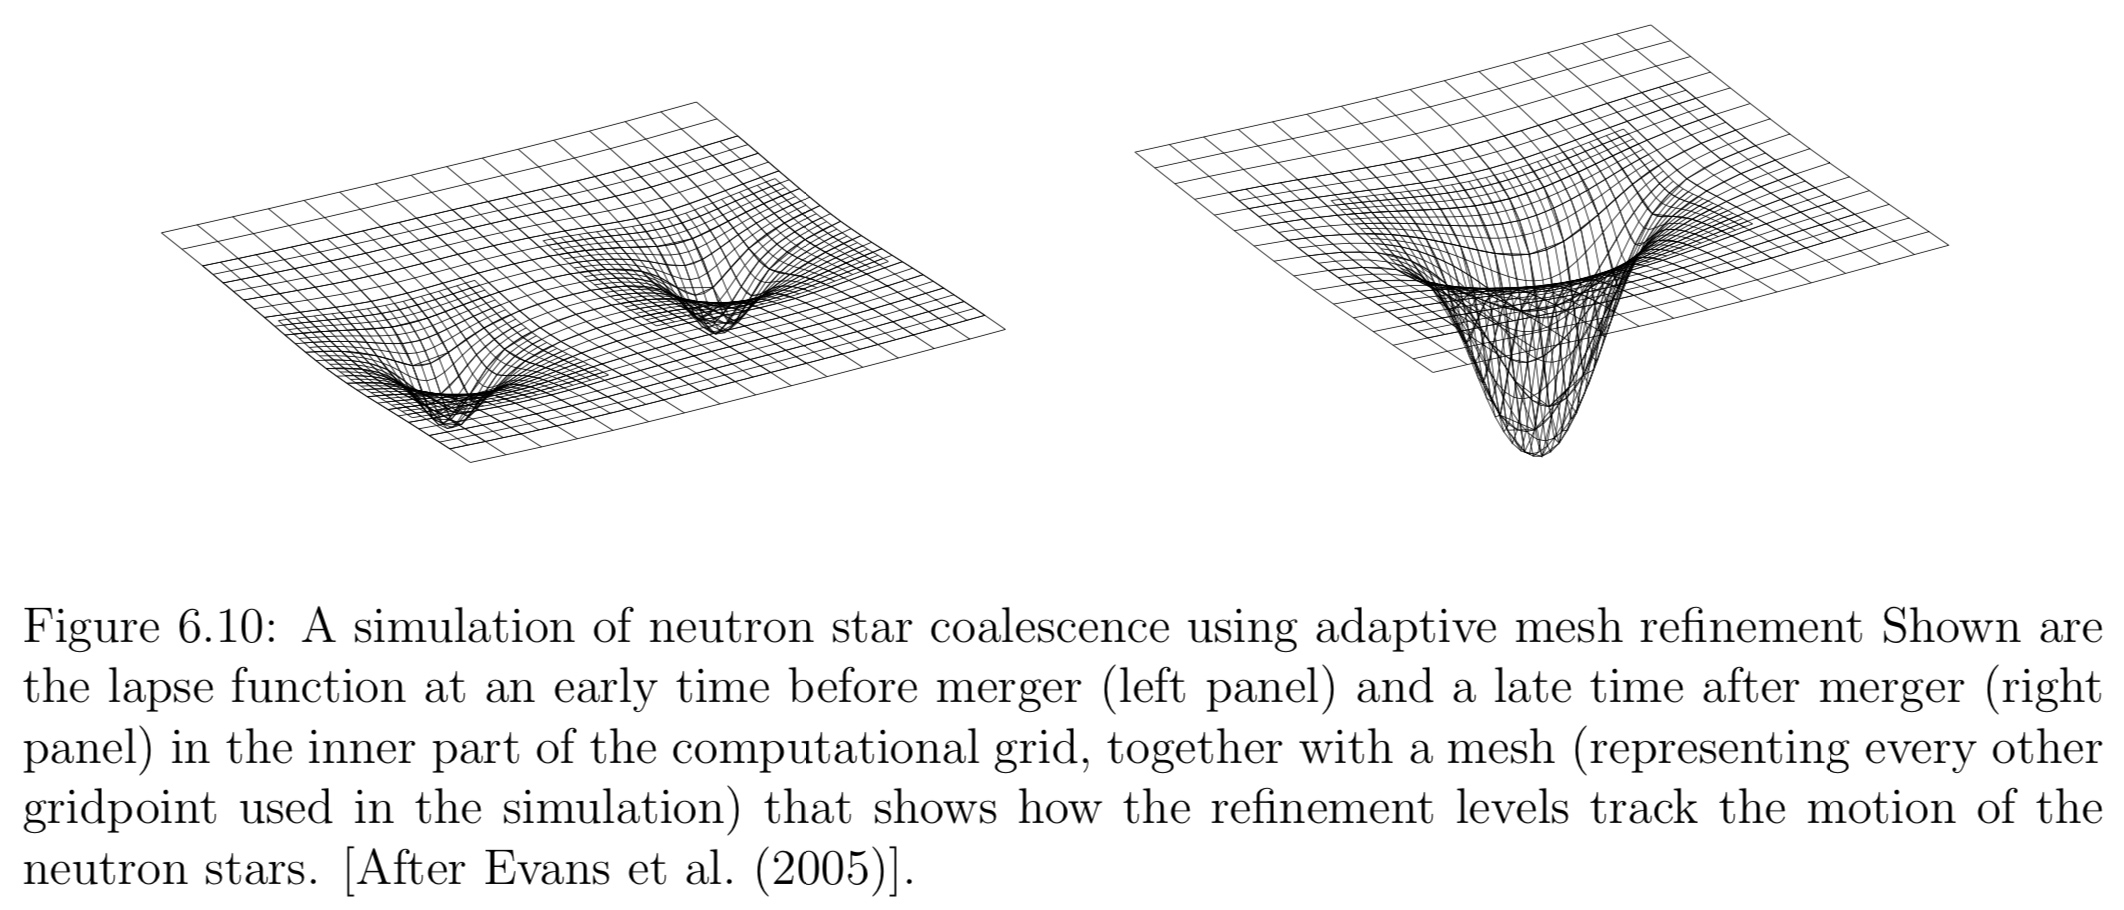 Figure 6.10: A simulation of neutron star coalescence using adaptive mesh refinement Shown are
the lapse function at an early time before merger (left panel) and a late time after merger (right
panel) in the inner part of the computational grid, together with a mesh (representing every other
gridpoint used in the simulation) that shows how the refinement levels track the motion of the
neutron stars. [After Evans et al. (2005)].